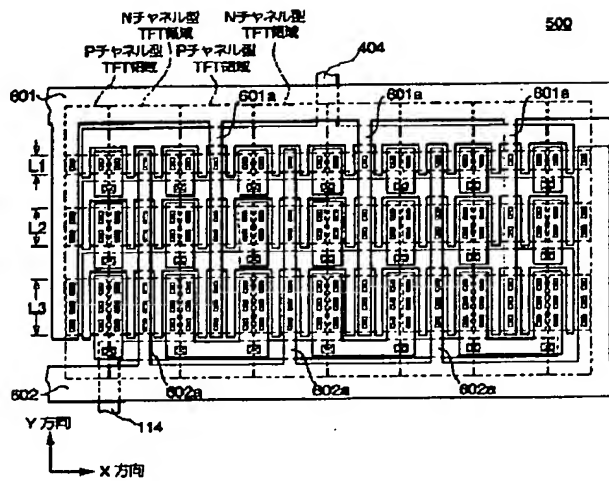 Nチャネル型 Nチャネル型
TFT領域 TFT領域
Pチャネル型 Pチャネル型
TFT領域 TFT領域
500
404
601
601a
601a
601a
L1
L2
L3
602
602a
602a
602a
114
Y 方向
X 方向